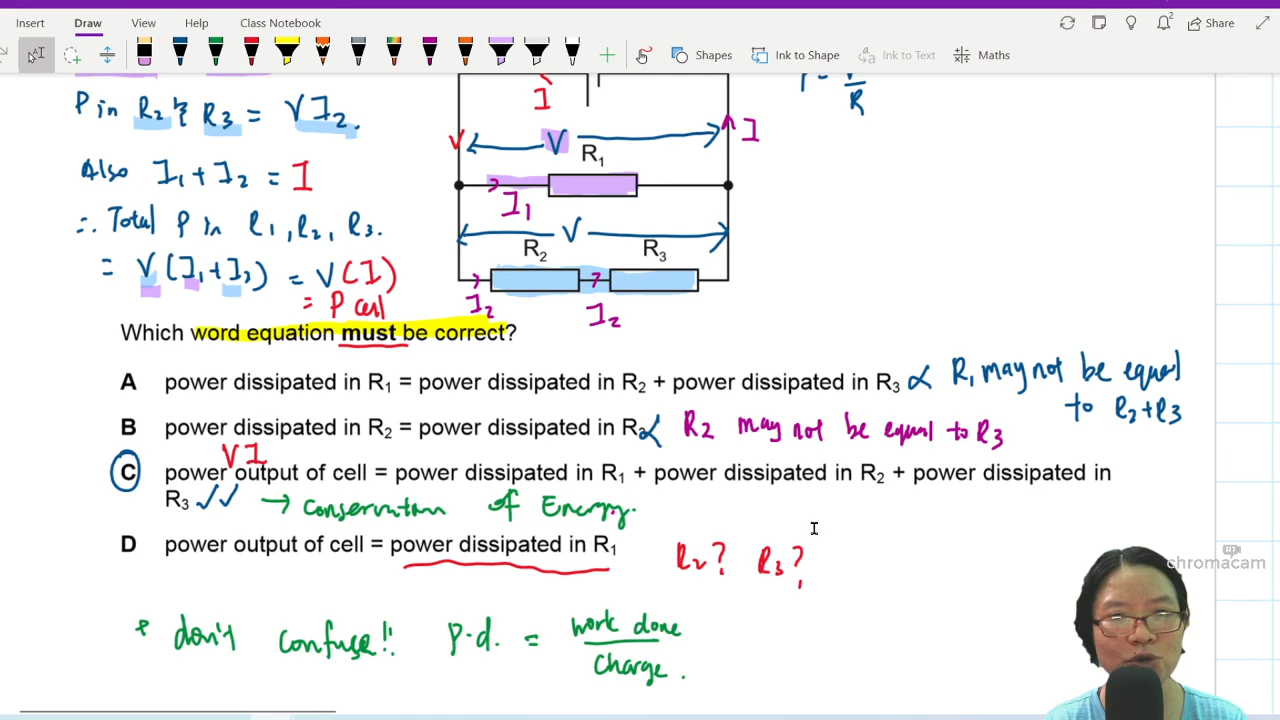 Insert Draw View Help Class Notebook Share
Shapes Ink to Shape Ink to Text Maths
P in R2 & R3 = VI2.
Also I1 + I2 = I
∴ Total P in R1, R2, R3.
= V(I1 + I2) = V(I)
= P cell
I
V
V
R1
I
I1
V
R2
R3
I2
I2
R
Which word equation must be correct?
A power dissipated in R1 = power dissipated in R2 + power dissipated in R3 R1 may not be equal
to R2+R3
B power dissipated in R2 = power dissipated in R3 R2 may not be equal to R3
VI
C power output of cell = power dissipated in R1 + power dissipated in R2 + power dissipated in
R3 ✓✓ → Conservation of Energy.
D power output of cell = power dissipated in R1 R2? R3?
* don't confuse!! p.d. = work done
charge.
chromacam